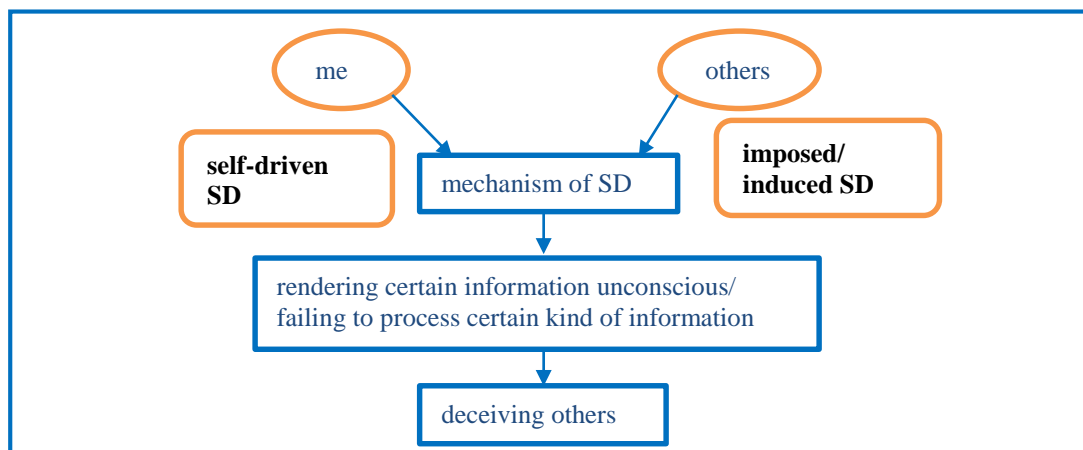 me
others
self-driven
SD
imposed/
induced SD
mechanism of SD
rendering certain information unconscious/
failing to process certain kind of information
deceiving others